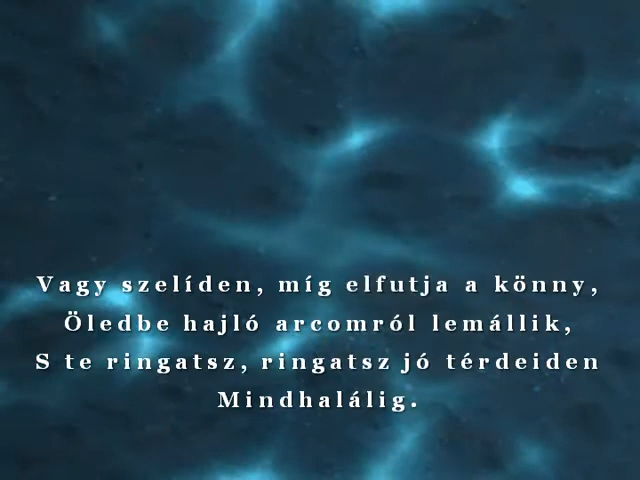 Vagy szelíden, míg elfutja a könny,
Öledbe hajló arcomról lemállik,
S te ringatsz, ringatsz jó térdeiden
Mindhalálig.